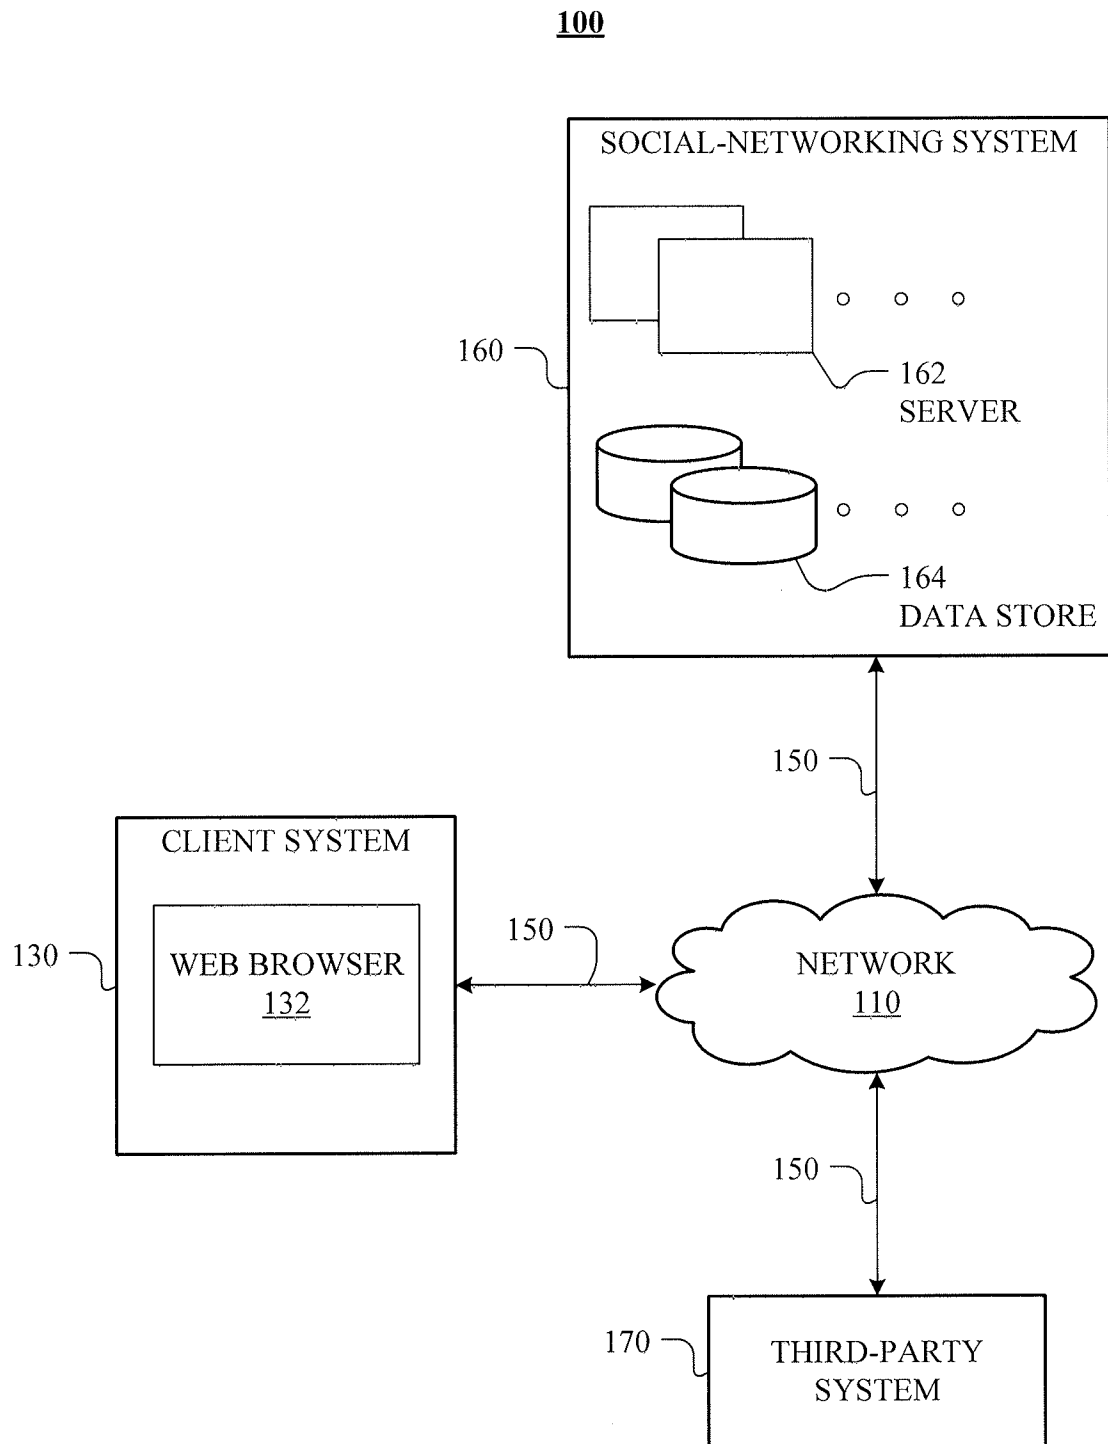 100
SOCIAL-NETWORKING SYSTEM
160
162
SERVER
164
DATA STORE
150
CLIENT SYSTEM
130
WEB BROWSER
132
150
NETWORK
110
150
170
THIRD-PARTY
SYSTEM